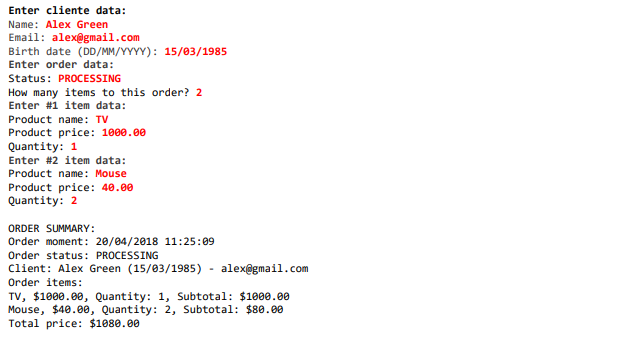 Enter cliente data:
Name: Alex Green
Email: alex@gmail.com
Birth date (DD/MM/YYYY): 15/03/1985
Enter order data:
Status: PROCESSING
How many items to this order? 2
Enter #1 item data:
Product name: TV
Product price: 1000.00
Quantity: 1
Enter #2 item data:
Product name: Mouse
Product price: 40.00
Quantity: 2

ORDER SUMMARY:
Order moment: 20/04/2018 11:25:09
Order status: PROCESSING
Client: Alex Green (15/03/1985) - alex@gmail.com
Order items:
TV, $1000.00, Quantity: 1, Subtotal: $1000.00
Mouse, $40.00, Quantity: 2, Subtotal: $80.00
Total price: $1080.00